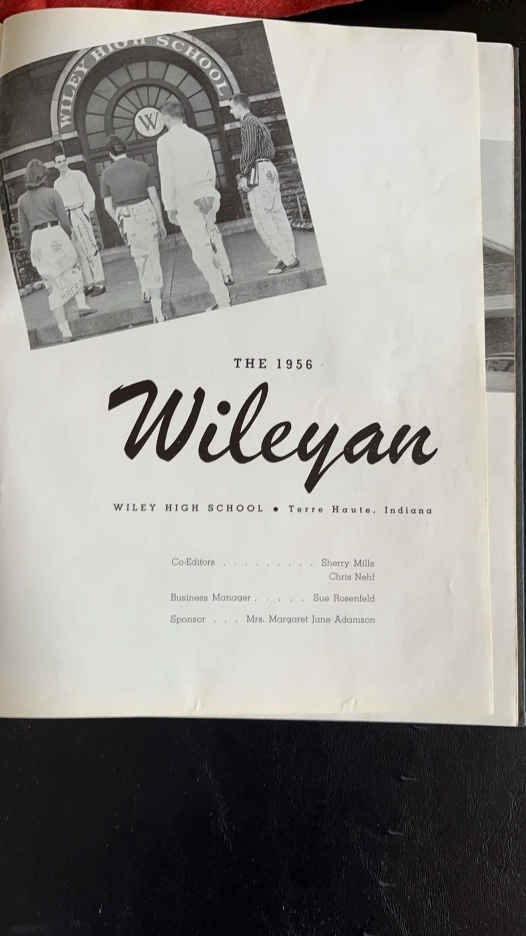 WILEY HIGH SCHOOL
W
THE 1956
Wileyan
WILEY HIGH SCHOOL • Terre Haute, Indiana
Co-Editors . . . . . . . . . Sherry Mills
Chris Nehf
Business Manager . . . . . Sue Rosenfeld
Sponsor . . . Mrs. Margaret Jane Adamson